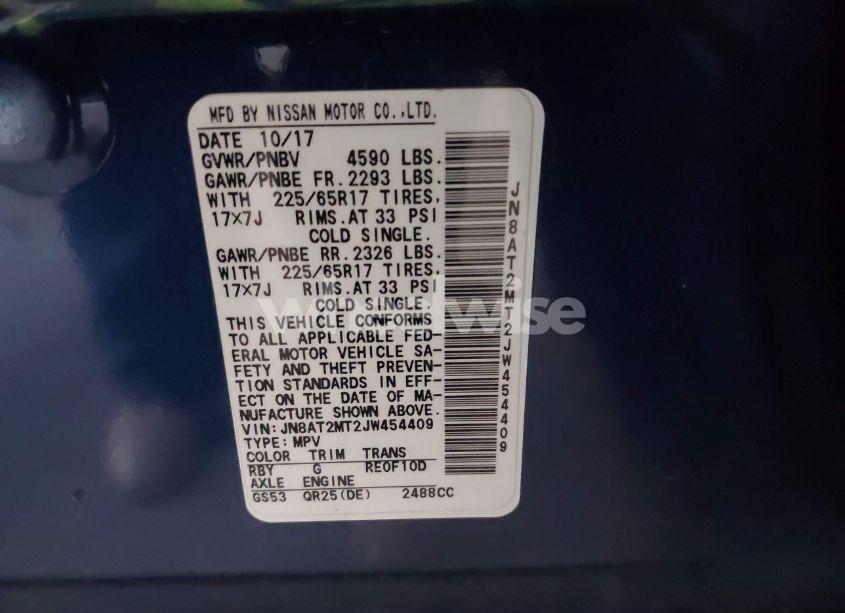 MFD BY NISSAN MOTOR CO.,LTD.
DATE 10/17
GVWR/PNBV 4590 LBS.
GAWR/PNBE FR. 2293 LBS.
WITH 225/65R17 TIRES,
17×7J RIMS. AT 33 PSI
COLD SINGLE.
GAWR/PNBE RR. 2326 LBS.
WITH 225/65R17 TIRES,
17×7J RIMS. AT 33 PSI
COLD SINGLE.
THIS VEHICLE CONFORMS
TO ALL APPLICABLE FED-
ERAL MOTOR VEHICLE SA-
FETY AND THEFT PREVEN-
TION STANDARDS IN EFF-
ECT ON THE DATE OF MA-
NUFACTURE SHOWN ABOVE.
VIN: JN8AT2MT2JW454409
TYPE: MPV
COLOR TRIM TRANS
RBY G RE0F10D
AXLE ENGINE
GS53 QR25(DE) 2488CC
JN8AT2MT2JW454409